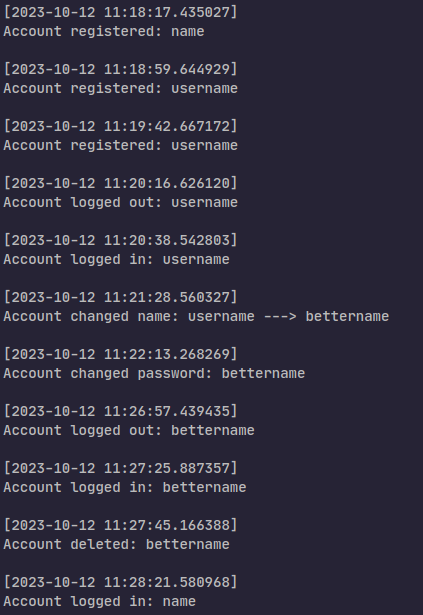 [2023-10-12 11:18:17.435027]
Account registered: name
[2023-10-12 11:18:59.644929]
Account registered: username
[2023-10-12 11:19:42.667172]
Account registered: username
[2023-10-12 11:20:16.626120]
Account logged out: username
[2023-10-12 11:20:38.542803]
Account logged in: username
[2023-10-12 11:21:28.560327]
Account changed name: username ---> bettername
[2023-10-12 11:22:13.268269]
Account changed password: bettername
[2023-10-12 11:26:57.439435]
Account logged out: bettername
[2023-10-12 11:27:25.887357]
Account logged in: bettername
[2023-10-12 11:27:45.166388]
Account deleted: bettername
[2023-10-12 11:28:21.580968]
Account logged in: name